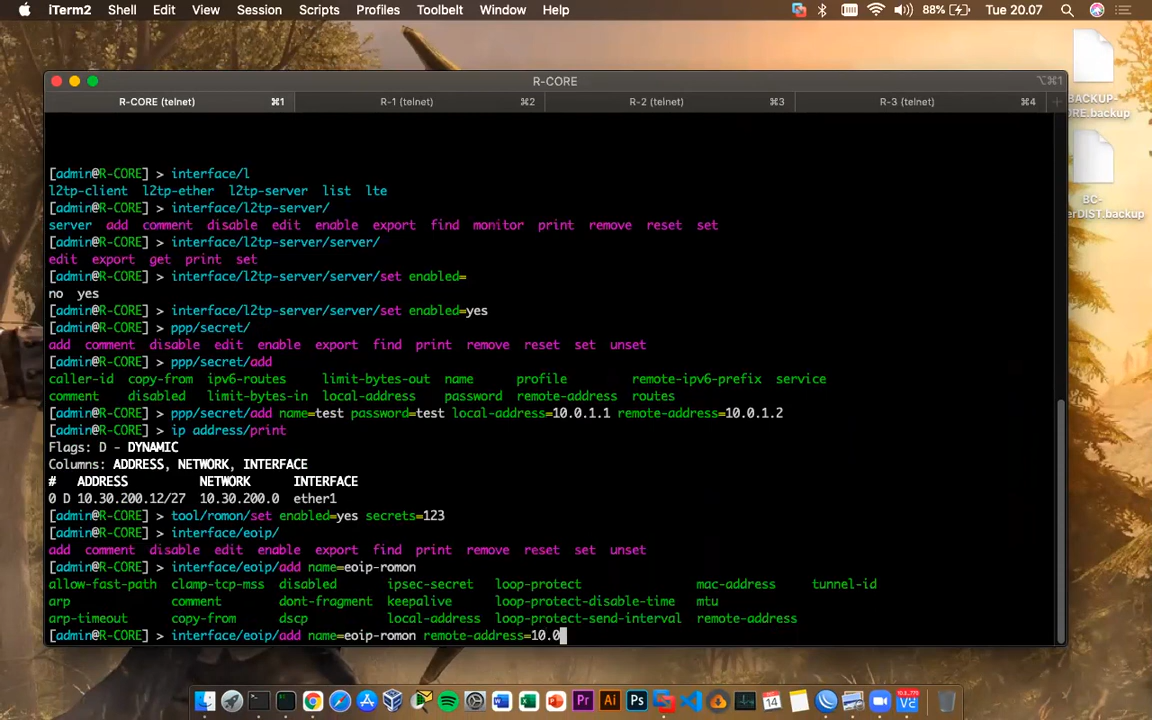 iTerm2 Shell Edit View Session Scripts Profiles Toolbelt Window Help 88% Tue 20.07
R-CORE ⌥⌘1
R-CORE (telnet) ⌘1 R-1 (telnet) ⌘2 R-2 (telnet) ⌘3 R-3 (telnet) ⌘4 +
[admin@R-CORE] > interface/l
l2tp-client l2tp-ether l2tp-server list lte
[admin@R-CORE] > interface/l2tp-server/
server add comment disable edit enable export find monitor print remove reset set
[admin@R-CORE] > interface/l2tp-server/server/
edit export get print set
[admin@R-CORE] > interface/l2tp-server/server/set enabled=
no yes
[admin@R-CORE] > interface/l2tp-server/server/set enabled=yes
[admin@R-CORE] > ppp/secret/
add comment disable edit enable export find print remove reset set unset
[admin@R-CORE] > ppp/secret/add
caller-id copy-from ipv6-routes limit-bytes-out name profile remote-ipv6-prefix service
comment disabled limit-bytes-in local-address password remote-address routes
[admin@R-CORE] > ppp/secret/add name=test password=test local-address=10.0.1.1 remote-address=10.0.1.2
[admin@R-CORE] > ip address/print
Flags: D - DYNAMIC
Columns: ADDRESS, NETWORK, INTERFACE
# ADDRESS NETWORK INTERFACE
0 D 10.30.200.12/27 10.30.200.0 ether1
[admin@R-CORE] > tool/romon/set enabled=yes secrets=123
[admin@R-CORE] > interface/eoip/
add comment disable edit enable export find print remove reset set unset
[admin@R-CORE] > interface/eoip/add name=eoip-romon
allow-fast-path clamp-tcp-mss disabled ipsec-secret loop-protect mac-address tunnel-id
arp comment dont-fragment keepalive loop-protect-disable-time mtu
arp-timeout copy-from dscp local-address loop-protect-send-interval remote-address
[admin@R-CORE] > interface/eoip/add name=eoip-romon remote-address=10.0
BACKUP-
ORE.backup
BC-
erDIST.backup